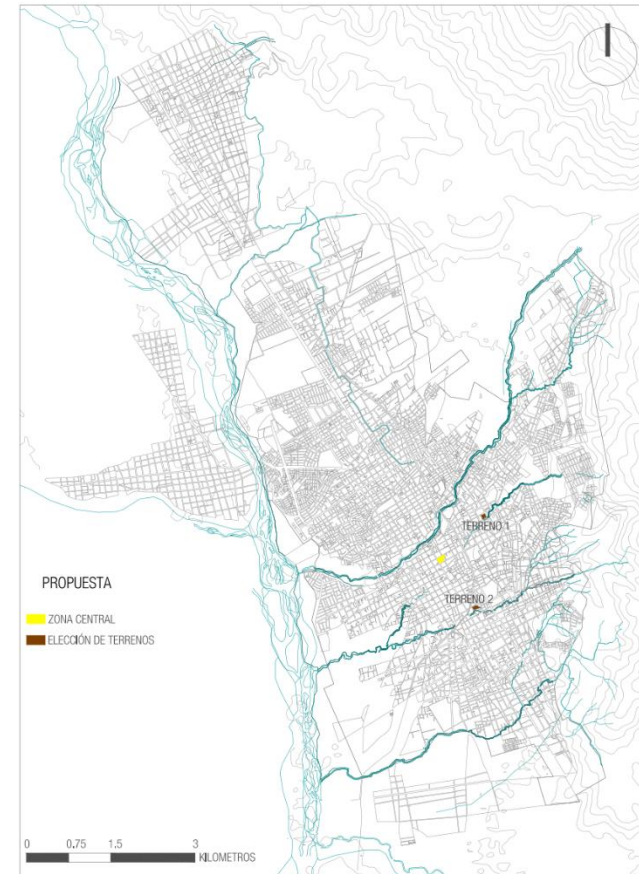 TERRENO 1
TERRENO 2
PROPUESTA
ZONA CENTRAL
ELECCIÓN DE TERRENOS
0 0.75 1.5 3
KILOMETROS